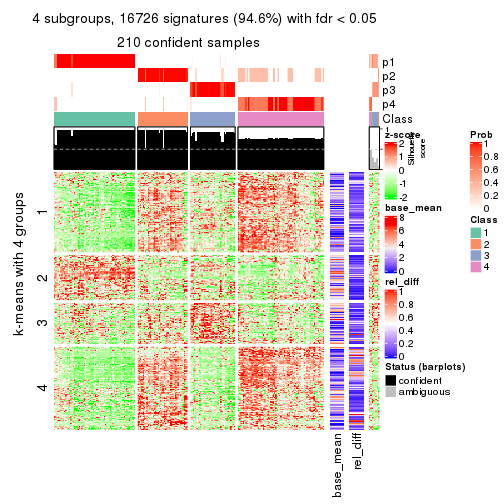 4 subgroups, 16726 signatures (94.6%) with fdr < 0.05
210 confident samples
p1
p2
p3
p4
Class
1
Silhouette
score
z-score
2
1
0
-1
-2
Prob
1
0.8
0.6
0.4
0.2
0
base_mean
8
6
4
2
0
Class
1
2
3
4
rel_diff
1
0.8
0.6
0.4
0.2
0
Status (barplots)
confident
ambiguous
k-means with 4 groups
1
2
3
4
base_mean
rel_diff